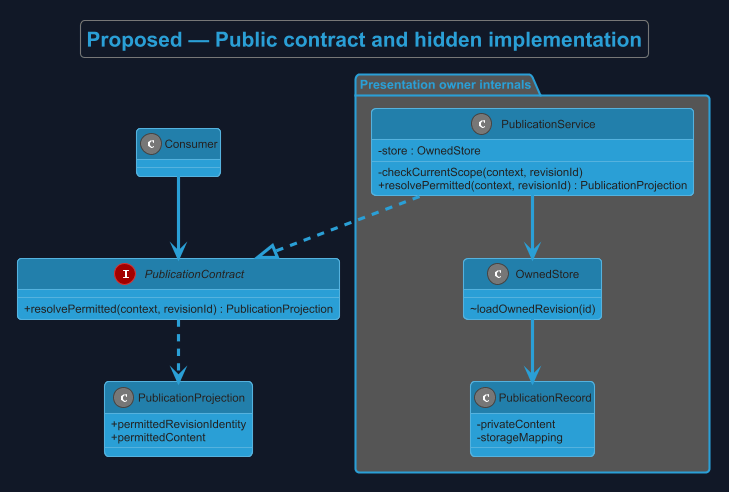 Proposed — Public contract and hidden implementation
Presentation owner internals
C PublicationService
-store : OwnedStore
-checkCurrentScope(context, revisionId)
+resolvePermitted(context, revisionId) : PublicationProjection
C Consumer
I PublicationContract
+resolvePermitted(context, revisionId) : PublicationProjection
C OwnedStore
~loadOwnedRevision(id)
C PublicationProjection
+permittedRevisionIdentity
+permittedContent
C PublicationRecord
-privateContent
-storageMapping